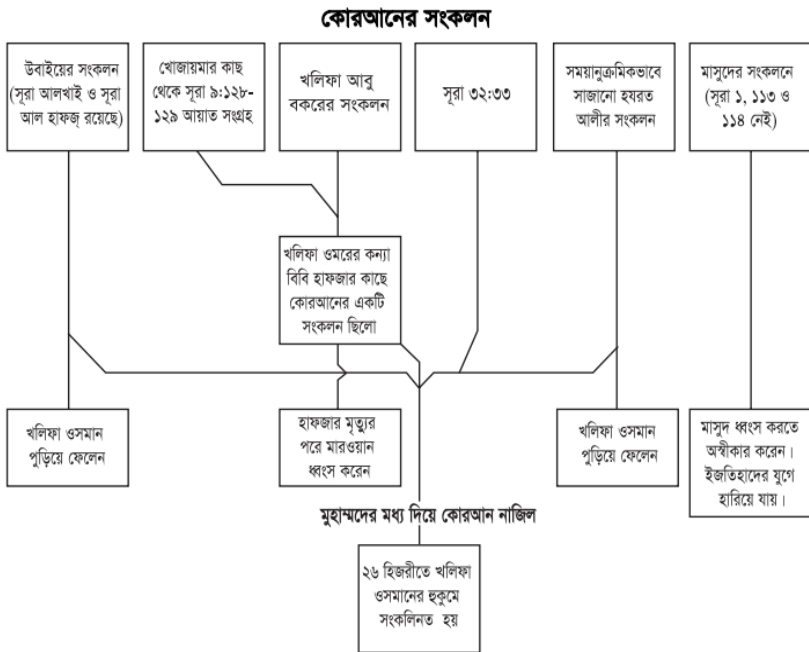 কোরআনের সংকলন
উবাইয়ের সংকলন
(সূরা আলখাই ও সূরা
আল হাফজ্ রয়েছে)
খোজায়মার কাছ
থেকে সূরা ৯:১২৮-
১২৯ আয়াত সংগ্রহ
খলিফা আবু
বকরের সংকলন
সূরা ৩২:৩৩
সময়ানুক্রমিকভাবে
সাজানো হযরত
আলীর সংকলন
মাসুদের সংকলনে
(সূরা ১, ১১৩ ও
১১৪ নেই)
খলিফা ওমরের কন্যা
বিবি হাফজার কাছে
কোরআনের একটি
সংকলন ছিলো
খলিফা ওসমান
পুড়িয়ে ফেলেন
হাফজার মৃত্যুর
পরে মারওয়ান
ধ্বংস করেন
খলিফা ওসমান
পুড়িয়ে ফেলেন
মাসুদ ধ্বংস করতে
অস্বীকার করেন।
ইজতিহাদের যুগে
হারিয়ে যায়।
মুহাম্মদের মধ্য দিয়ে কোরআন নাজিল
২৬ হিজরীতে খলিফা
ওসমানের হুকুমে
সংকলিনত হয়